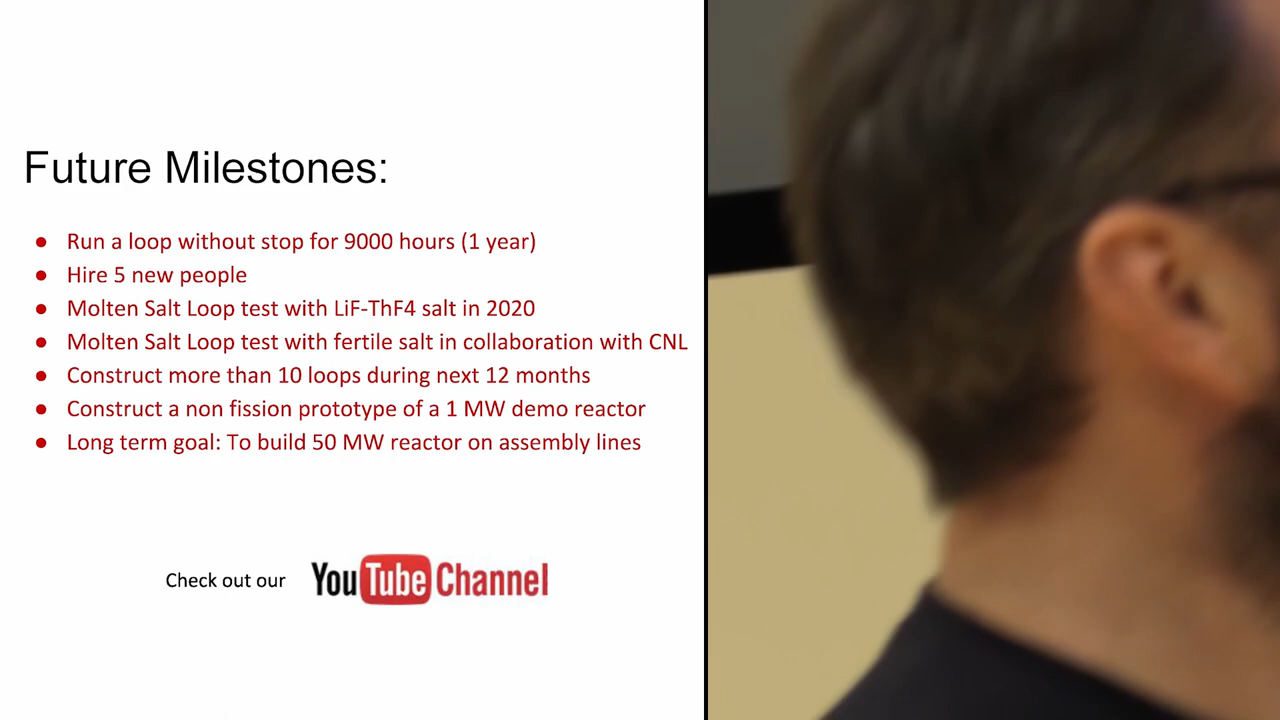 Future Milestones:
● Run a loop without stop for 9000 hours (1 year)
● Hire 5 new people
● Molten Salt Loop test with LiF-ThF4 salt in 2020
● Molten Salt Loop test with fertile salt in collaboration with CNL
● Construct more than 10 loops during next 12 months
● Construct a non fission prototype of a 1 MW demo reactor
● Long term goal: To build 50 MW reactor on assembly lines
Check out our YouTube Channel